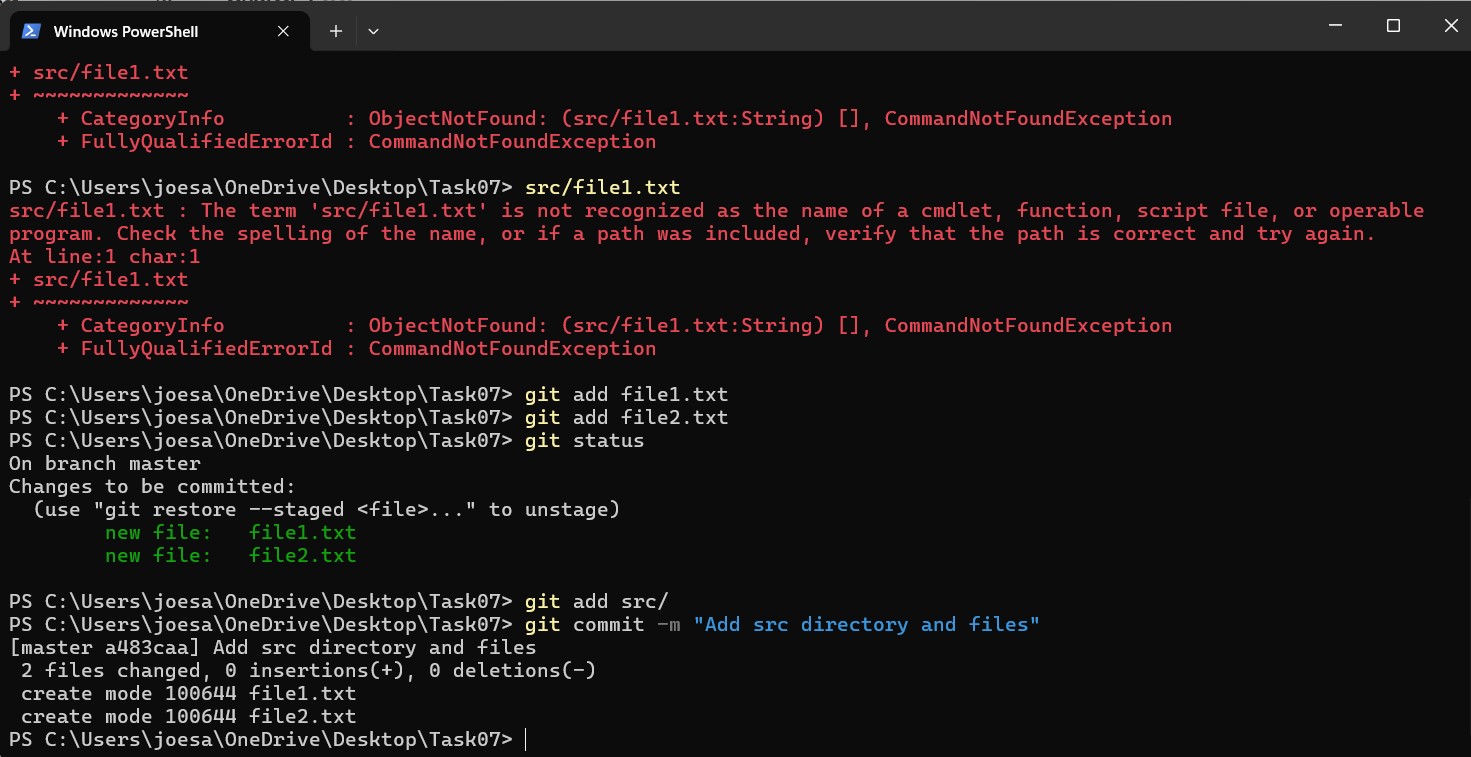 Windows PowerShell
+ src/file1.txt
+ ~~~~~~~~~~~~~
    + CategoryInfo          : ObjectNotFound: (src/file1.txt:String) [], CommandNotFoundException
    + FullyQualifiedErrorId : CommandNotFoundException
PS C:\Users\joesa\OneDrive\Desktop\Task07> src/file1.txt
src/file1.txt : The term 'src/file1.txt' is not recognized as the name of a cmdlet, function, script file, or operable
program. Check the spelling of the name, or if a path was included, verify that the path is correct and try again.
At line:1 char:1
+ src/file1.txt
+ ~~~~~~~~~~~~~
    + CategoryInfo          : ObjectNotFound: (src/file1.txt:String) [], CommandNotFoundException
    + FullyQualifiedErrorId : CommandNotFoundException
PS C:\Users\joesa\OneDrive\Desktop\Task07> git add file1.txt
PS C:\Users\joesa\OneDrive\Desktop\Task07> git add file2.txt
PS C:\Users\joesa\OneDrive\Desktop\Task07> git status
On branch master
Changes to be committed:
  (use "git restore --staged <file>..." to unstage)
        new file:   file1.txt
        new file:   file2.txt
PS C:\Users\joesa\OneDrive\Desktop\Task07> git add src/
PS C:\Users\joesa\OneDrive\Desktop\Task07> git commit -m "Add src directory and files"
[master a483caa] Add src directory and files
 2 files changed, 0 insertions(+), 0 deletions(-)
 create mode 100644 file1.txt
 create mode 100644 file2.txt
PS C:\Users\joesa\OneDrive\Desktop\Task07>